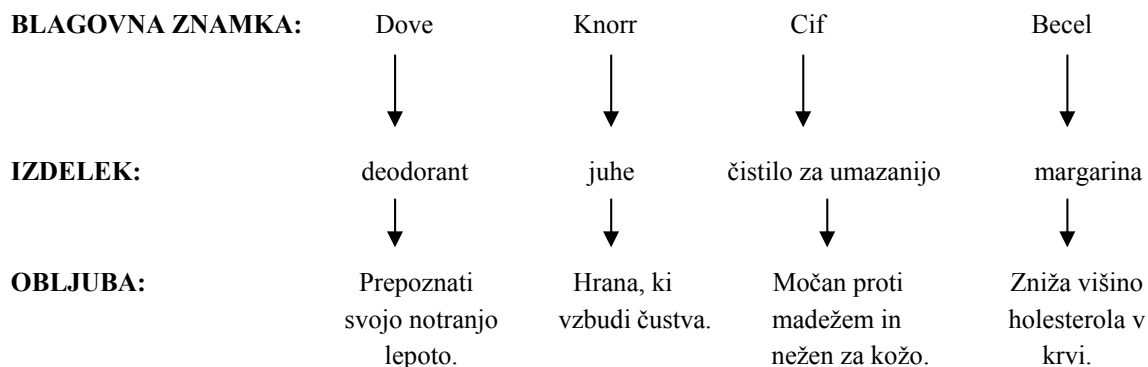 BLAGOVNA ZNAMKA: Dove Knorr Cif Becel
IZDELEK: deodorant juhe čistilo za umazanijo margarina
OBLJUBA: Prepoznati Hrana, ki Močan proti Zniža višino
svojo notranjo vzbudi čustva. madežem in holesterola v
lepoto. nežen za kožo. krvi.